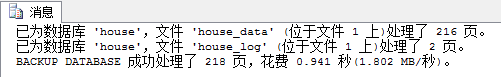 消息
已为数据库 'house'，文件 'house_data' (位于文件 1 上)处理了 216 页。
已为数据库 'house'，文件 'house_log' (位于文件 1 上)处理了 2 页。
BACKUP DATABASE 成功处理了 218 页，花费 0.941 秒(1.802 MB/秒)。